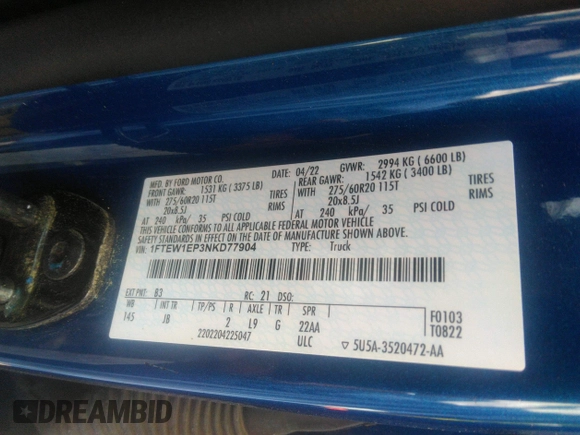 MFD. BY FORD MOTOR CO. 04/22 GVWR: 2994 KG ( 6600 LB)
FRONT GAWR: 1531 KG ( 3375 LB) REAR GAWR: 1542 KG ( 3400 LB)
WITH 275/60R20 115T TIRES WITH 275/60R20 115T TIRES
20x8.5J RIMS 20x8.5J RIMS
AT 240 kPa/ 35 PSI COLD AT 240 kPa/ 35 PSI COLD
THIS VEHICLE CONFORMS TO ALL APPLICABLE FEDERAL MOTOR VEHICLE
SAFETY AND THEFT PREVENTION STANDARDS IN EFFECT ON THE DATE OF MANUFACTURE SHOWN ABOVE.
VIN: 1FTEW1EP3NKD77904 TYPE: Truck
EXT PNT: B3 RC: 21 DSO:
WB INT TR TP/PS R AXLE TR SPR F0103
145 JB 2 L9 G 22AA T0822
2202204225047 ULC ▽ 5U5A-3520472-AA
DREAMBID